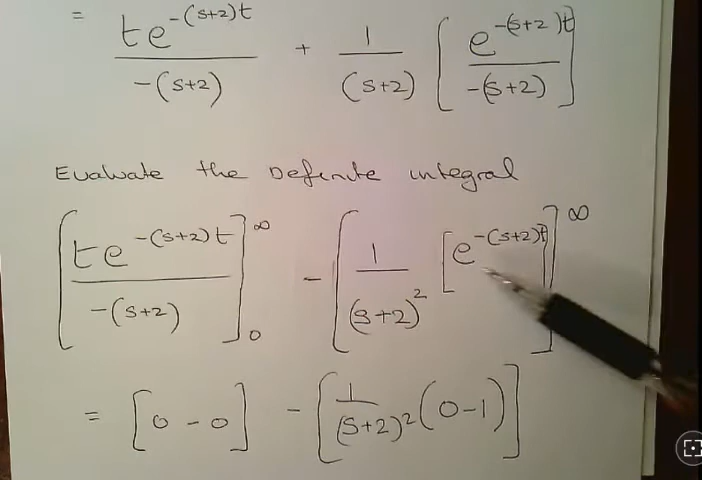 = te^-(s+2)t / -(s+2) + 1 / (s+2) [ e^-(s+2)t / -(s+2) ]
Evaluate the Definite integral
[ te^-(s+2)t / -(s+2) ]_0^∞ - [ 1 / (s+2)^2 [ e^-(s+2)t ] ]^∞
= [ 0 - 0 ] - [ 1 / (s+2)^2 (0-1) ]